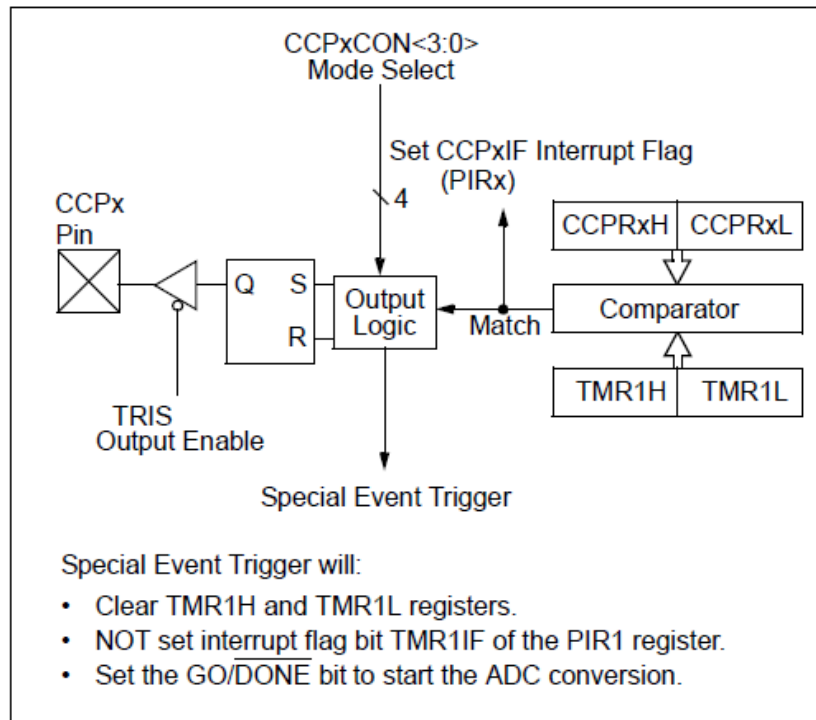 CCPxCON<3:0>
Mode Select
Set CCPxIF Interrupt Flag
(PIRx)
4
CCPx
Pin
CCPRxH CCPRxL
Q S
R
Output
Logic
Match
Comparator
TMR1H TMR1L
TRIS
Output Enable
Special Event Trigger
Special Event Trigger will:
• Clear TMR1H and TMR1L registers.
• NOT set interrupt flag bit TMR1IF of the PIR1 register.
• Set the GO/D̅O̅N̅E̅ bit to start the ADC conversion.